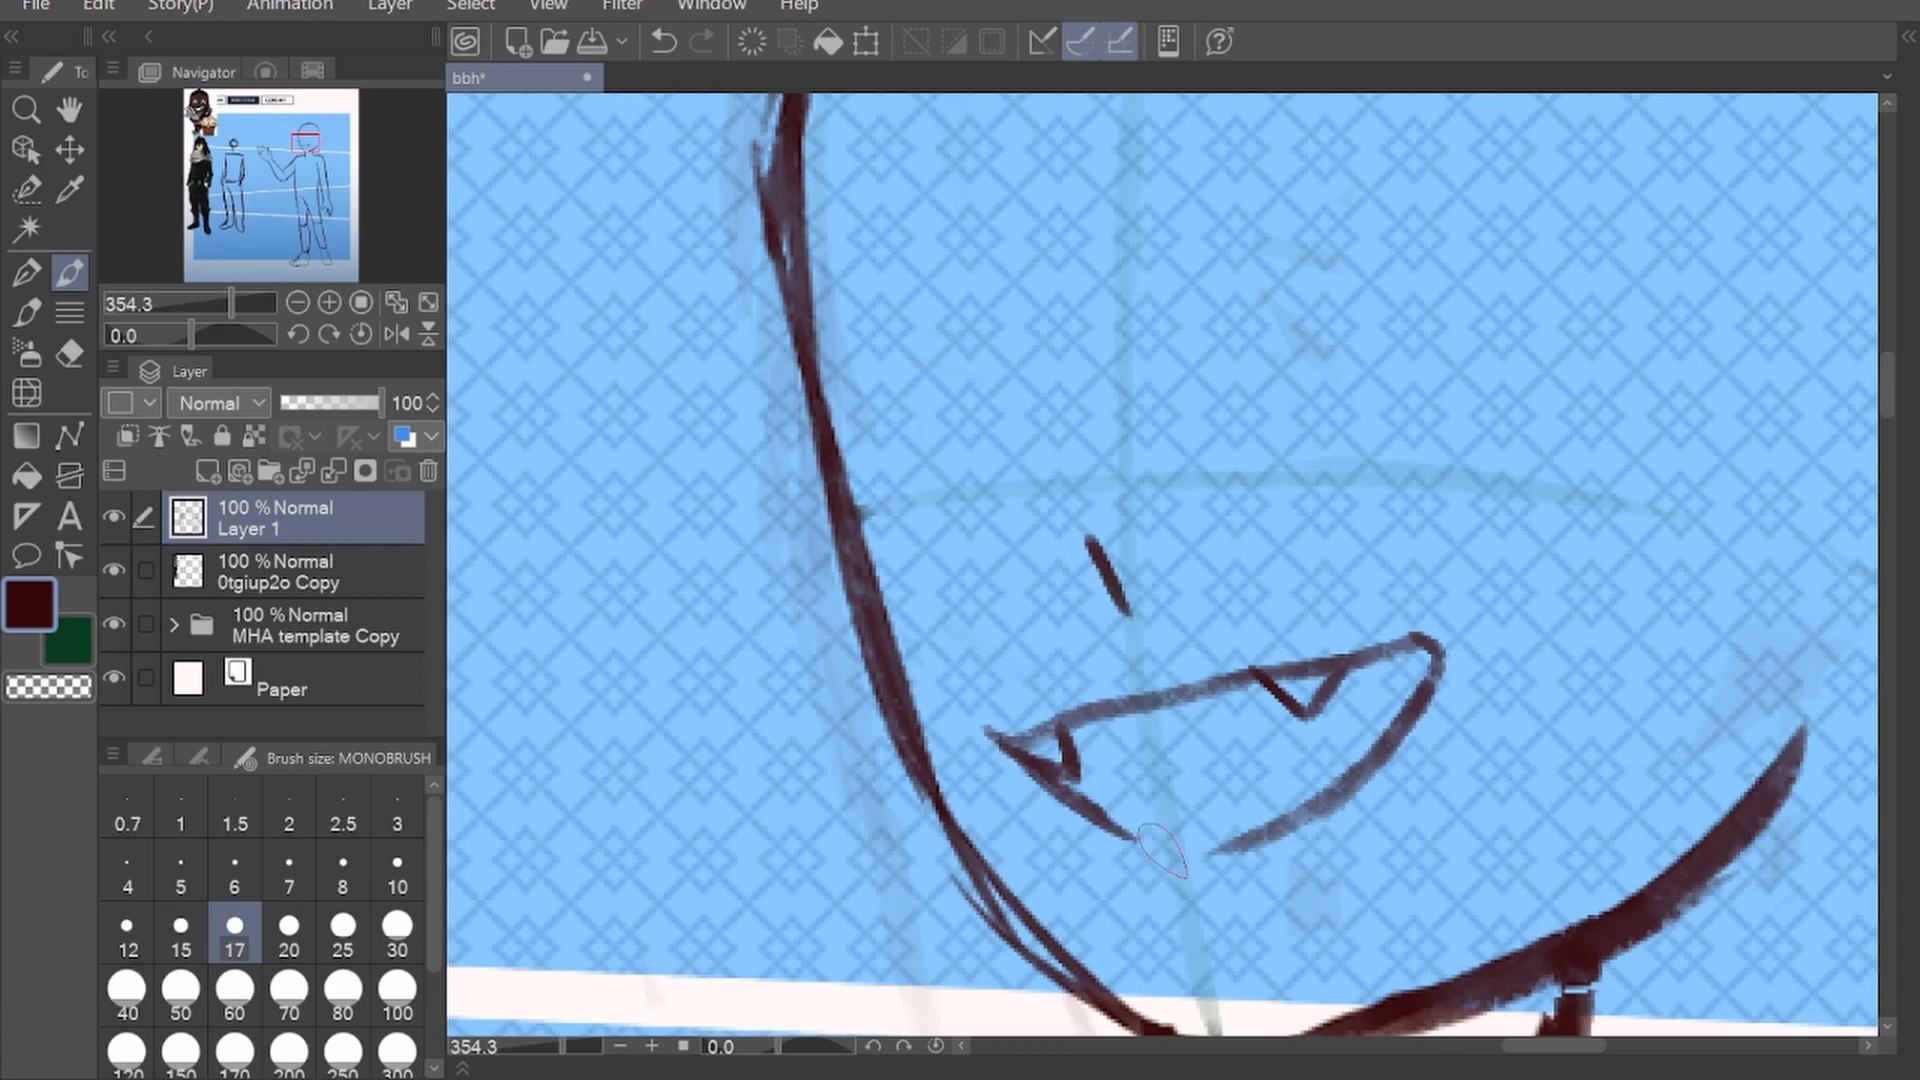 File Edit Story(P) Animation Layer Select View Filter Window Help
To
Navigator
bbh*
354.3
0.0
Layer
Normal 100
100 % Normal
Layer 1
100 % Normal
0tgiup2o Copy
100 % Normal
MHA template Copy
Paper
Brush size: MONOBRUSH
0.7 1 1.5 2 2.5 3
4 5 6 7 8 10
12 15 17 20 25 30
40 50 60 70 80 100
120 150 170 200 250 300
354.3 0.0